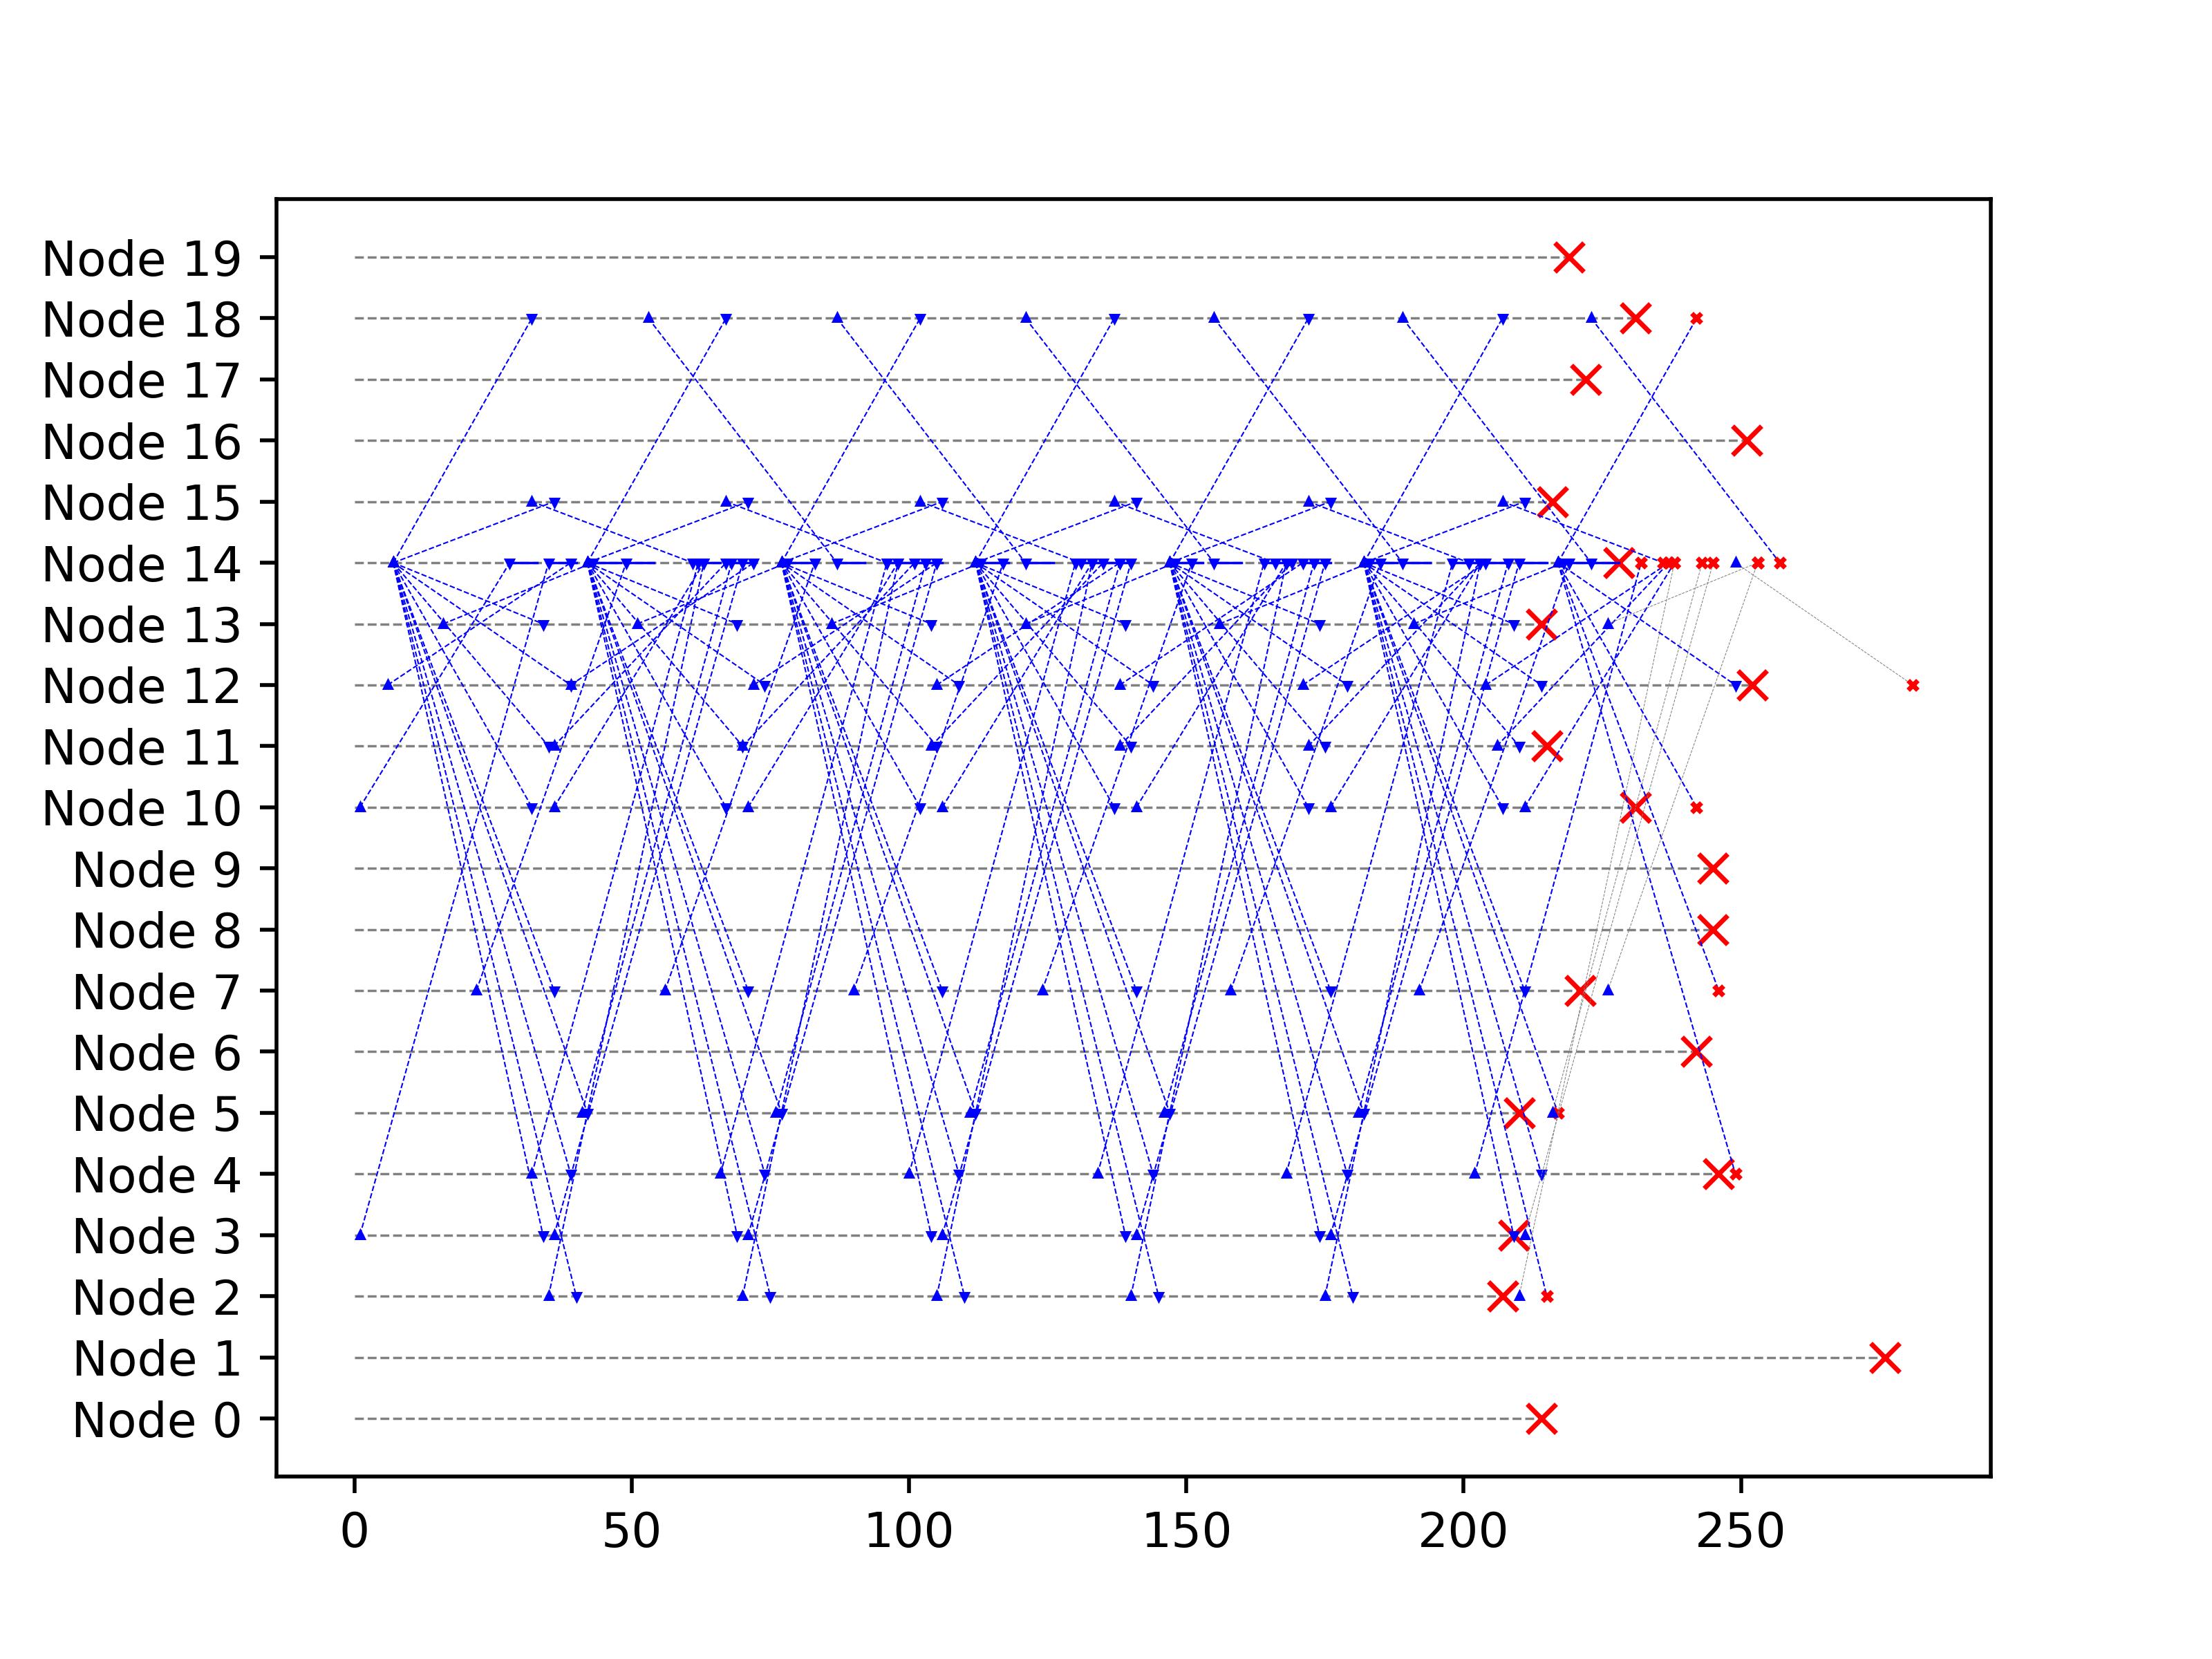 Node 19
Node 18
Node 17
Node 16
Node 15
Node 14
Node 13
Node 12
Node 11
Node 10
Node 9
Node 8
Node 7
Node 6
Node 5
Node 4
Node 3
Node 2
Node 1
Node 0
0 50 100 150 200 250